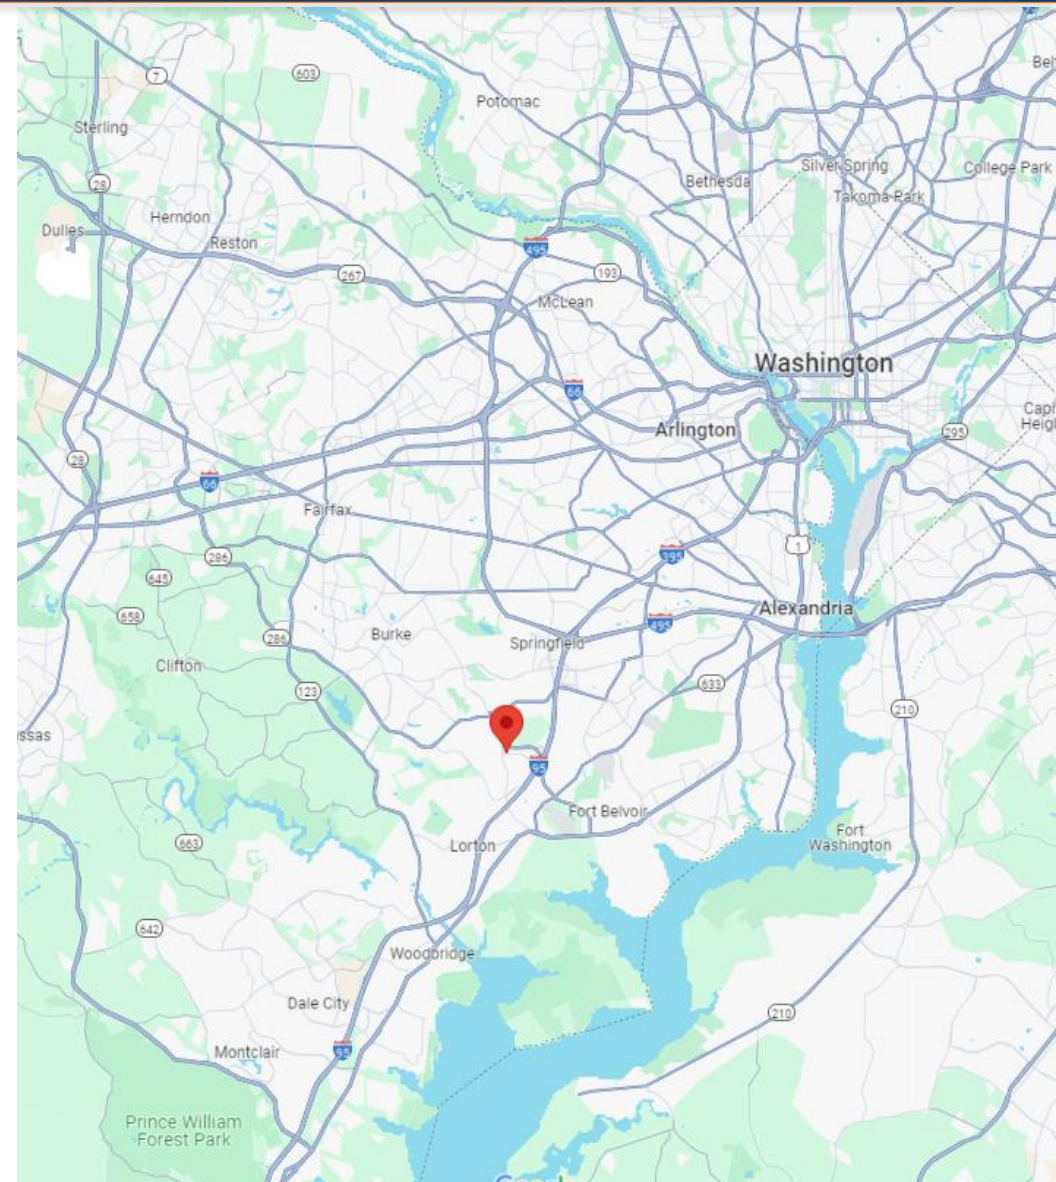 Potomac
7
603
Sterling
Silver Spring
College Park
Bethesda
Takoma Park
28
Herndon
Dulles
Reston
495
267
193
McLean
Washington
66
Arlington
295
28
66
Fairfax
395
1
286
645
Alexandria
658
495
286
Burke
Springfield
Clifton
633
123
210
95
Fort Belvoir
Fort
Washington
663
Lorton
642
Woodbridge
Dale City
210
Montclair
95
Prince William
Forest Park